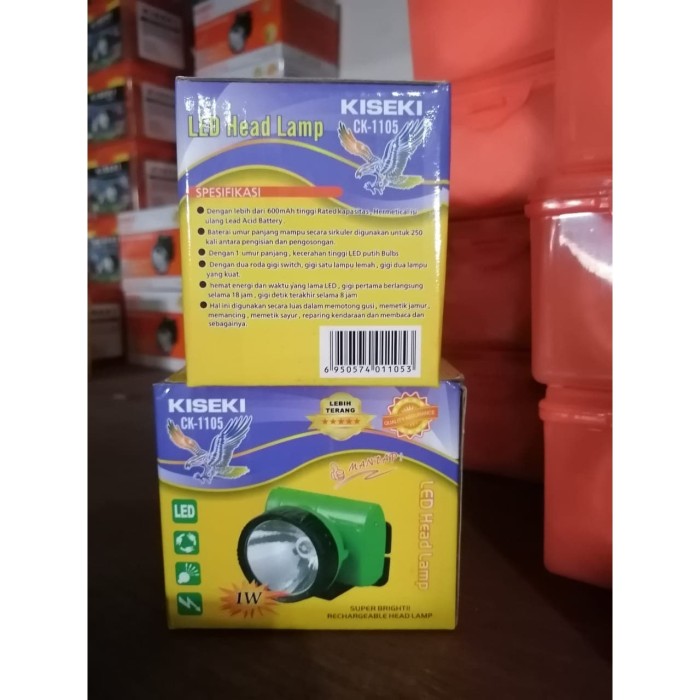 KISEKI
LED Head Lamp CK-1105
SPESIFIKASI
Dengan lebih dari 600mAh tinggi Rated kapasitas, Hermetical isi
ulang Lead Acid Battery.
Baterai umur panjang mampu secara sirkuler digunakan untuk 250
kali antara pengisian dan pengosongan.
Dengan 1 umur panjang, kecerahan tinggi LED putih Bulbs
Dengan dua roda gigi switch, gigi satu lampu lemah, gigi dua lampu
yang kuat.
hemat energi dan waktu yang lama LED, gigi pertama berlangsung
selama 18 jam, gigi detik terakhir selama 8 jam
Hal ini digunakan secara luas dalam memotong gusi, memetik jamur,
memancing, memetik sayur, reparing kendaraan dan membaca dan
sebagainya.
6 950574 011053
KISEKI
CK-1105
LEBIH
TERANG
MANTAP!
LED
LED Head Lamp
1W
SUPER BRIGHTII
RECHARGEABLE HEAD LAMP